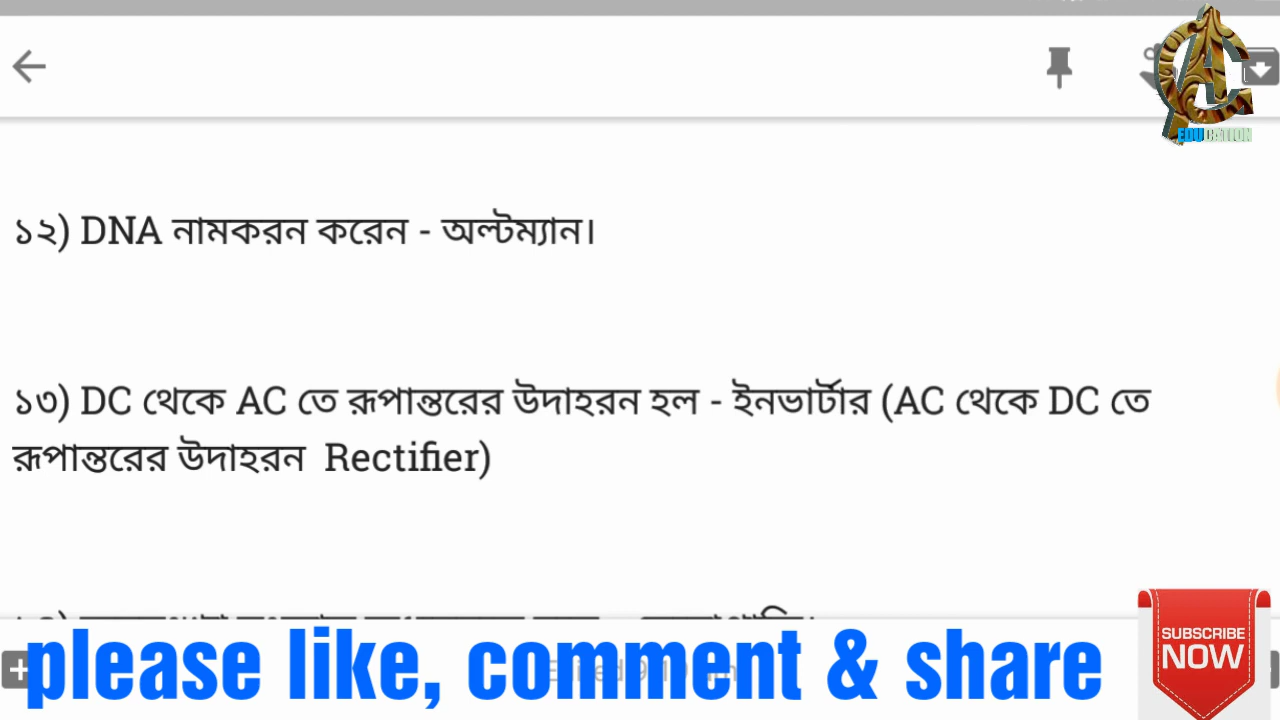 EDUCATION
১২) DNA নামকরন করেন - অল্টম্যান।
১৩) DC থেকে AC তে রূপান্তরের উদাহরন হল - ইনভার্টার (AC থেকে DC তে
রূপান্তরের উদাহরন Rectifier)
please like, comment & share
SUBSCRIBE
NOW